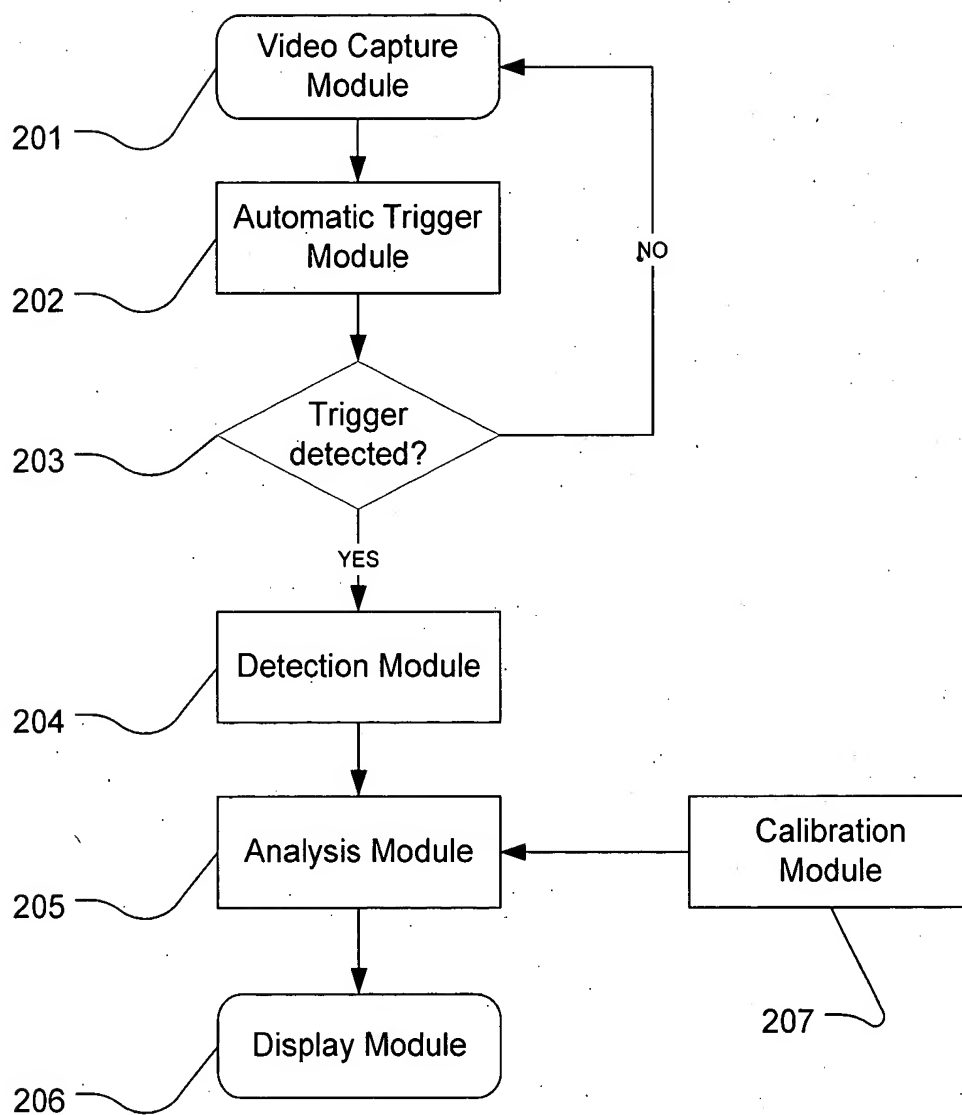 Video Capture
Module
201
Automatic Trigger
Module
NO
202
Trigger
detected?
203
YES
Detection Module
204
Analysis Module
Calibration
Module
205
207
Display Module
206